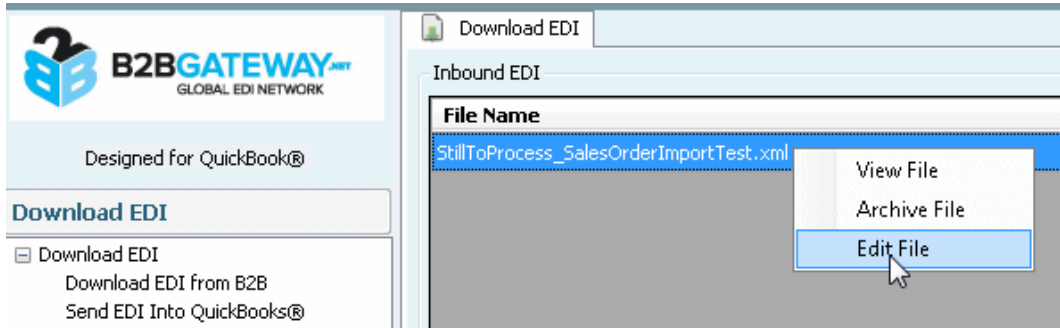 B2BGATEWAY.NET
GLOBAL EDI NETWORK
Designed for QuickBook®
Download EDI
Download EDI
Download EDI from B2B
Send EDI Into QuickBooks®
Download EDI
Inbound EDI
File Name
StillToProcess_SalesOrderImportTest.xml
View File
Archive File
Edit File